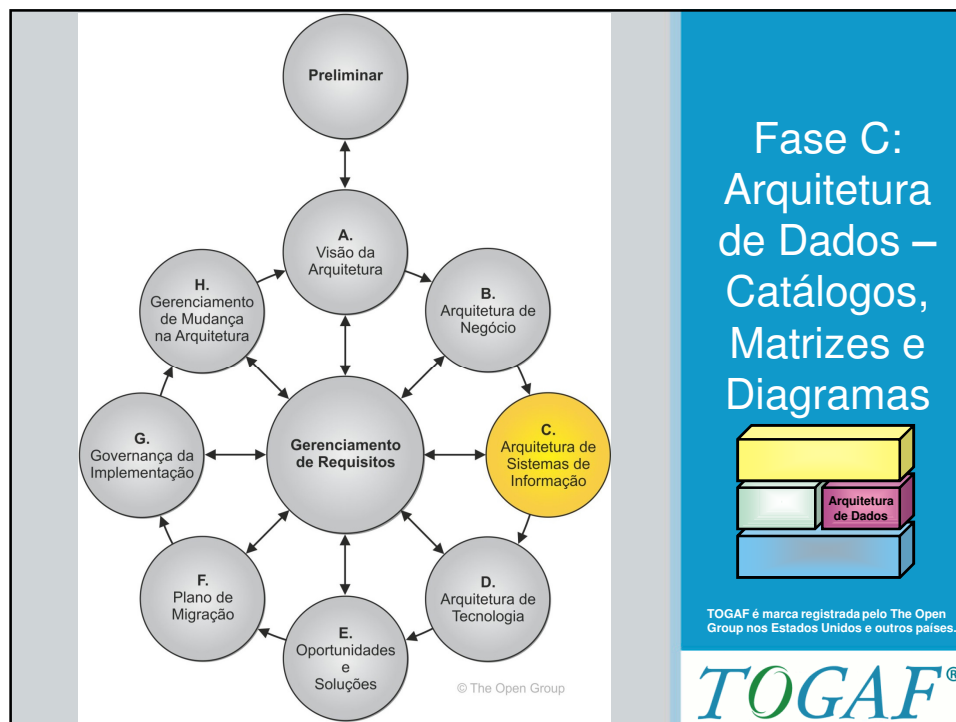 Preliminar
A.
Visão da
Arquitetura
B.
Arquitetura de
Negócio
C.
Arquitetura de
Sistemas de
Informação
D.
Arquitetura de
Tecnologia
E.
Oportunidades
e
Soluções
F.
Plano de
Migração
G.
Governança da
Implementação
H.
Gerenciamento
de Mudança
na Arquitetura
Gerenciamento
de Requisitos
© The Open Group
Fase C:
Arquitetura
de Dados –
Catálogos,
Matrizes e
Diagramas
Arquitetura
de Dados
TOGAF é marca registrada pelo The Open
Group nos Estados Unidos e outros países.
TOGAF®